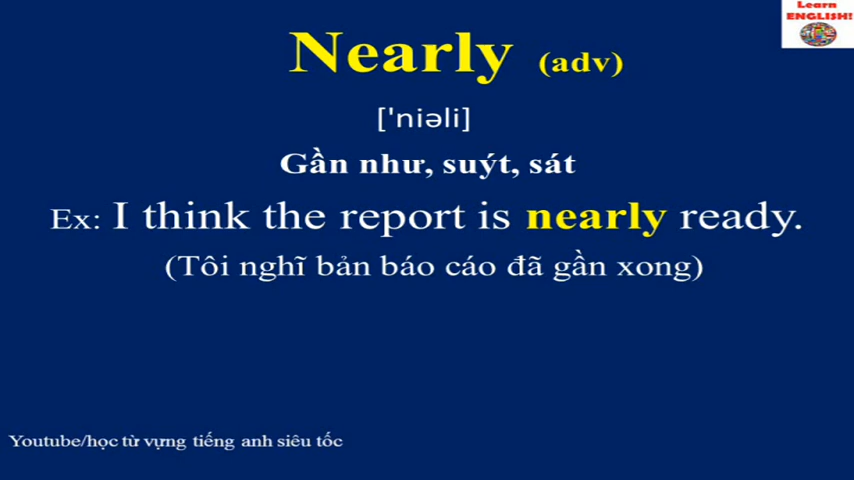 Learn
ENGLISH!
Nearly (adv)
['niəli]
Gần như, suýt, sát
Ex: I think the report is nearly ready.
(Tôi nghĩ bản báo cáo đã gần xong)
Youtube/học từ vựng tiếng anh siêu tốc